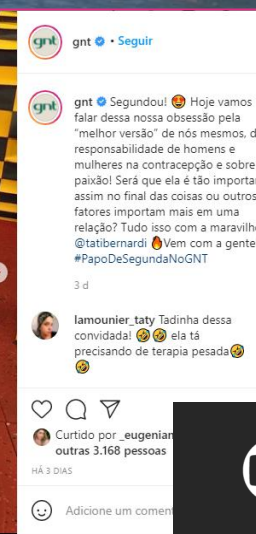 gnt
gnt • Seguir
gnt
gnt Segundou! 🤩 Hoje vamos
falar dessa nossa obsessão pela
"melhor versão" de nós mesmos, d
responsabilidade de homens e
mulheres na contracepção e sobre
paixão! Será que ela é tão importa
assim no final das coisas ou outros
fatores importam mais em uma
relação? Tudo isso com a maravilh
@tatibernardi 🔥Vem com a gente
#PapoDeSegundaNoGNT
3 d
lamounier_taty Tadinha dessa
convidada! 🤣🤣 ela tá
precisando de terapia pesada🤣
🤣
Curtido por _eugenian
outras 3.168 pessoas
HÁ 3 DIAS
Adicione um coment